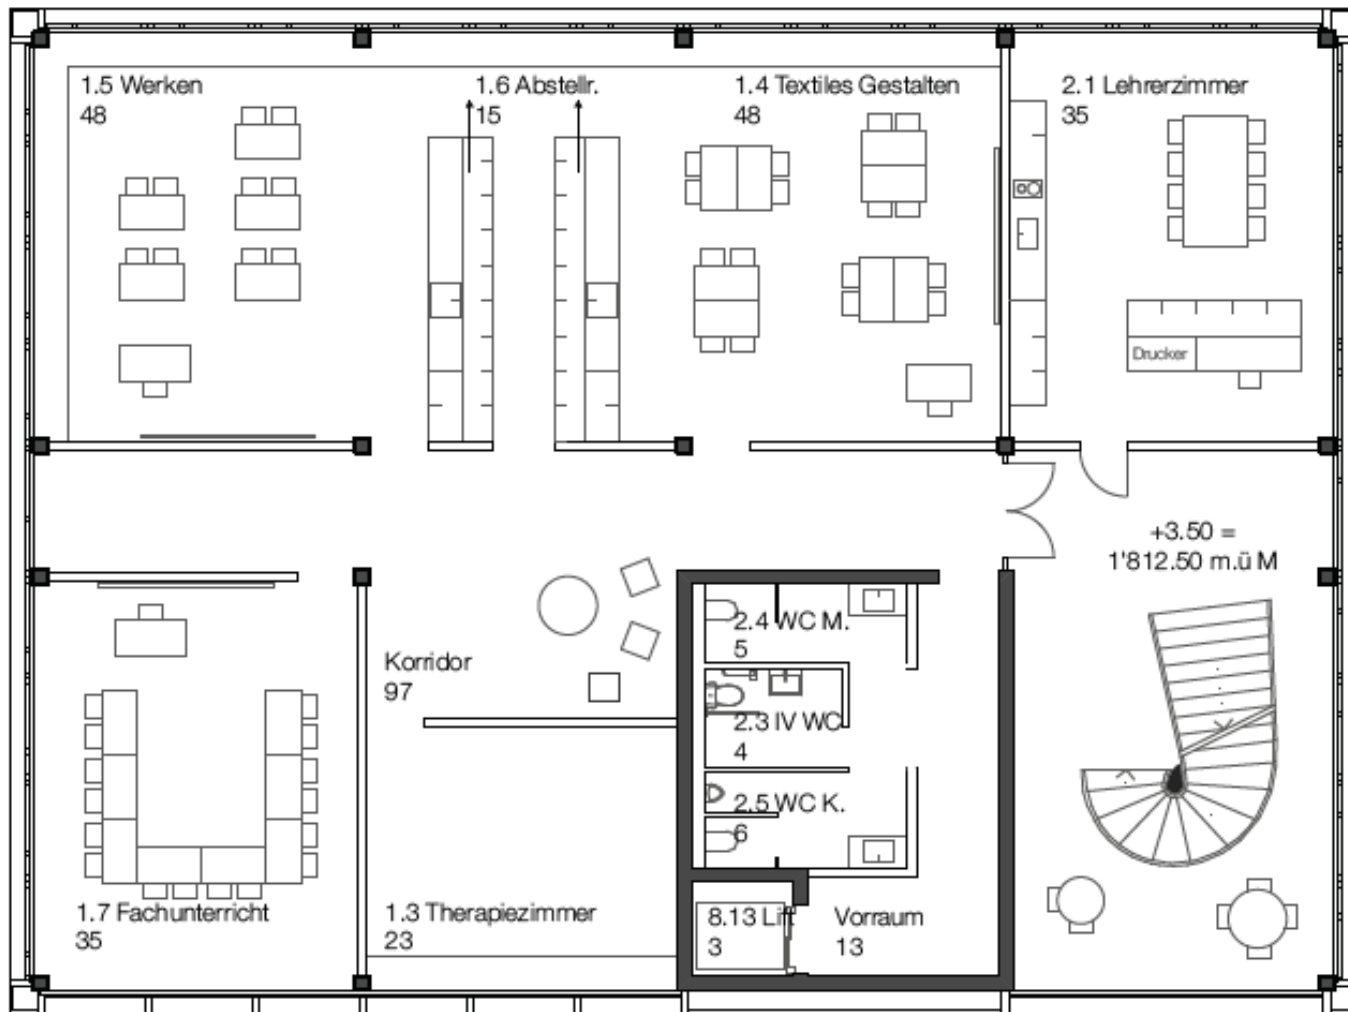 1.5 Werken
48
1.6 Abstellr.
15
1.4 Textiles Gestalten
48
2.1 Lehrerzimmer
35
Drucker
+3.50 =
1'812.50 m.ü M
2.4 WC M.
5
Korridor
97
2.3 IV WC
4
2.5 WC K.
6
1.7 Fachunterricht
35
1.3 Therapiezimmer
23
8.13 Lift
3
Vorraum
13